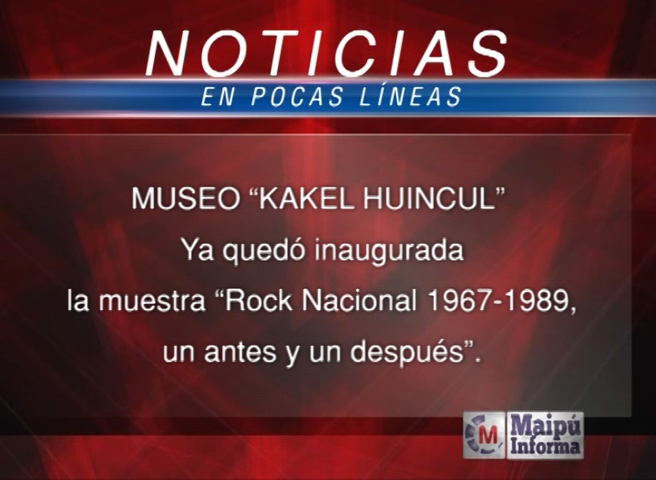 NOTICIAS
EN POCAS LÍNEAS
MUSEO “KAKEL HUINCUL”
Ya quedó inaugurada
la muestra “Rock Nacional 1967-1989,
un antes y un después”.
M Maipú
Informa